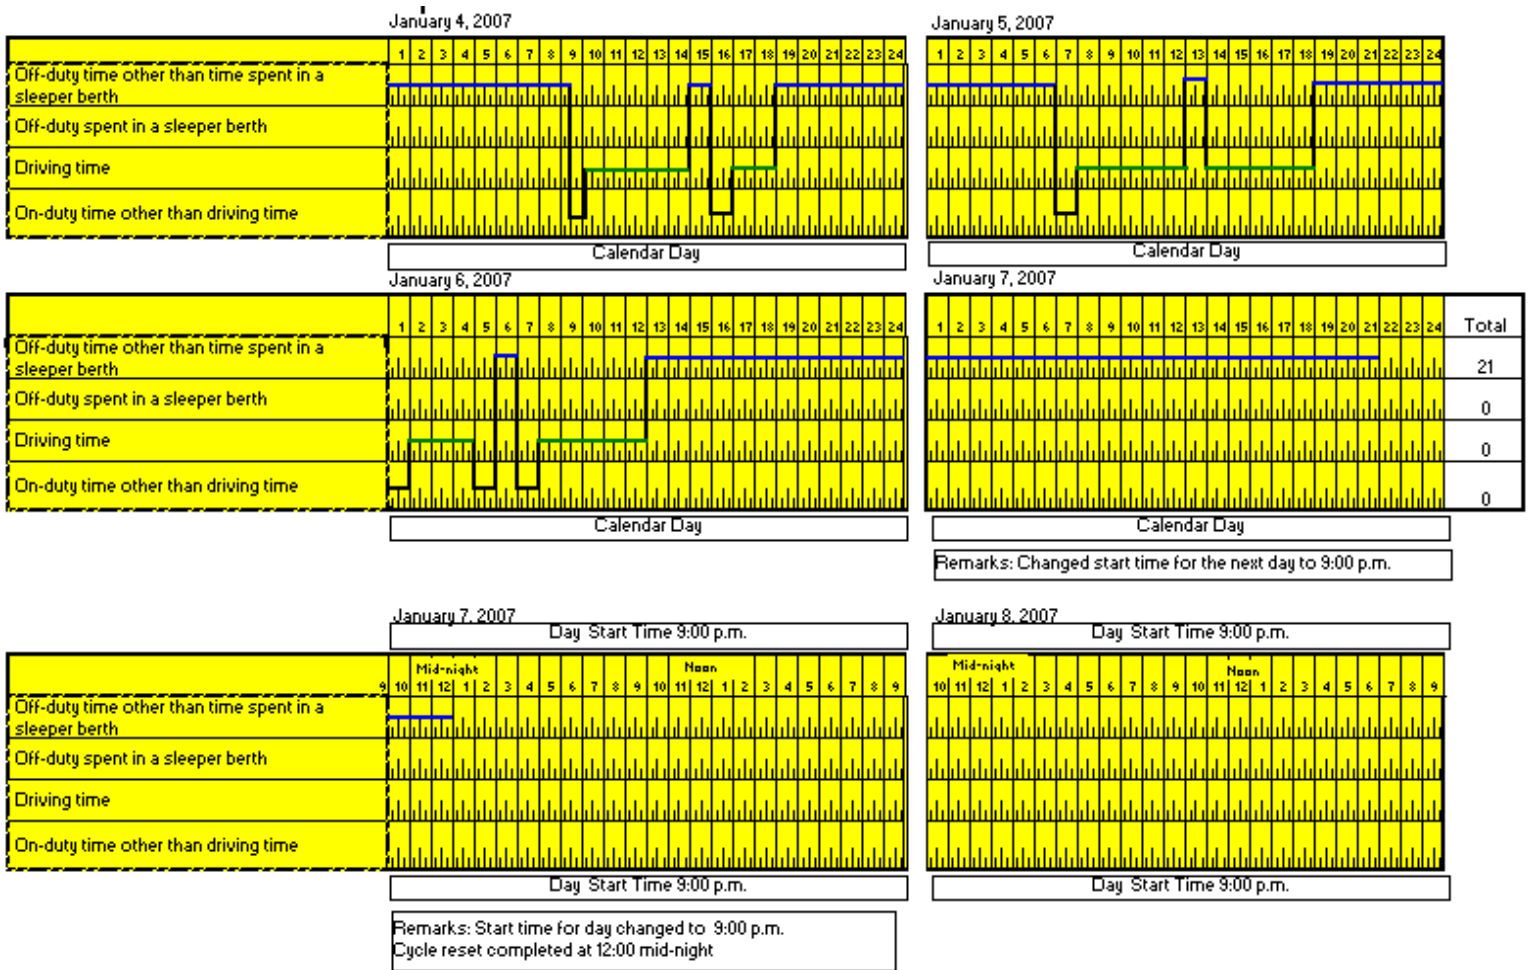 January 4, 2007
January 5, 2007
1 2 3 4 5 6 7 8 9 10 11 12 13 14 15 16 17 18 19 20 21 22 23 24
1 2 3 4 5 6 7 8 9 10 11 12 13 14 15 16 17 18 19 20 21 22 23 24
Off-duty time other than time spent in a
sleeper berth
Off-duty spent in a sleeper berth
Driving time
On-duty time other than driving time
Calendar Day
Calendar Day
January 6, 2007
January 7, 2007
1 2 3 4 5 6 7 8 9 10 11 12 13 14 15 16 17 18 19 20 21 22 23 24
1 2 3 4 5 6 7 8 9 10 11 12 13 14 15 16 17 18 19 20 21 22 23 24
Total
Off-duty time other than time spent in a
sleeper berth
21
Off-duty spent in a sleeper berth
0
Driving time
0
On-duty time other than driving time
0
Calendar Day
Calendar Day
Remarks: Changed start time for the next day to 9:00 p.m.
January 7, 2007
January 8, 2007
Day Start Time 9:00 p.m.
Day Start Time 9:00 p.m.
Mid-night Noon
Mid-night Noon
9 10 11 12 1 2 3 4 5 6 7 8 9 10 11 12 1 2 3 4 5 6 7 8 9
10 11 12 1 2 3 4 5 6 7 8 9 10 11 12 1 2 3 4 5 6 7 8 9
Off-duty time other than time spent in a
sleeper berth
Off-duty spent in a sleeper berth
Driving time
On-duty time other than driving time
Day Start Time 9:00 p.m.
Day Start Time 9:00 p.m.
Remarks: Start time for day changed to 9:00 p.m.
Cycle reset completed at 12:00 mid-night